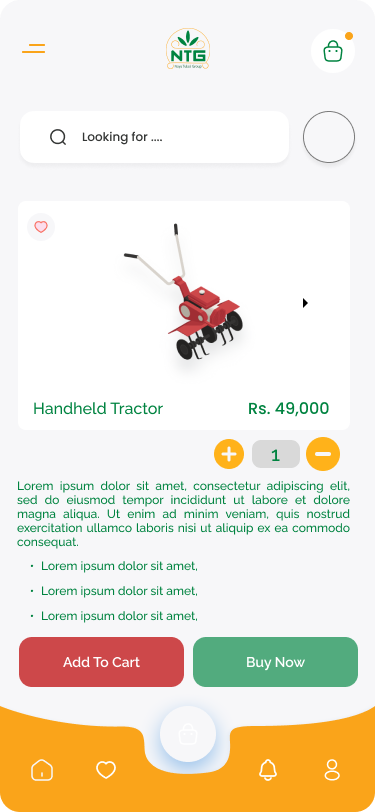 NTG
Looking for ....
Handheld Tractor
Rs. 49,000
1
Lorem ipsum dolor sit amet, consectetur adipiscing elit,
sed do eiusmod tempor incididunt ut labore et dolore
magna aliqua. Ut enim ad minim veniam, quis nostrud
exercitation ullamco laboris nisi ut aliquip ex ea commodo
consequat.
• Lorem ipsum dolor sit amet,
• Lorem ipsum dolor sit amet,
• Lorem ipsum dolor sit amet,
Add To Cart
Buy Now